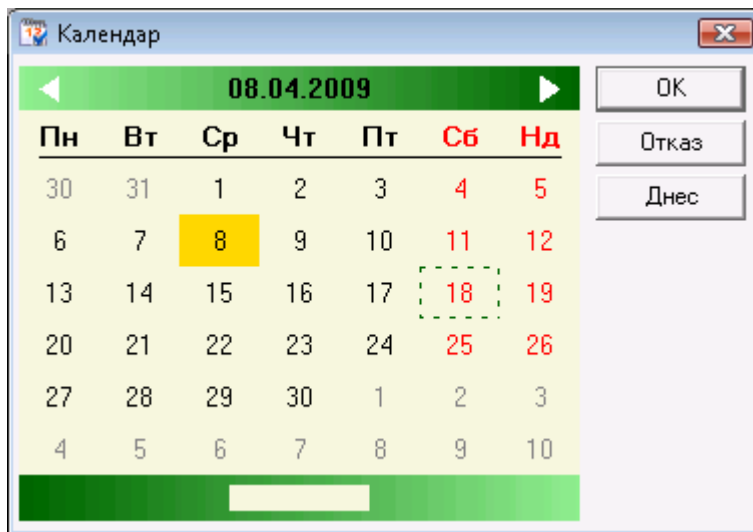 Календар
08.04.2009
Пн Вт Ср Чт Пт Сб Нд
30 31 1 2 3 4 5
6 7 8 9 10 11 12
13 14 15 16 17 18 19
20 21 22 23 24 25 26
27 28 29 30 1 2 3
4 5 6 7 8 9 10
OK
Отказ
Днес